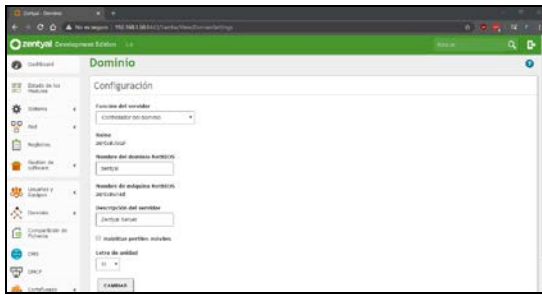 zentyal Development Edition
Buscar
Dashboard
Dominio
Estado de los Módulos
Configuración
Sistema
Función del servidor
Controlador del dominio
Red
Reino
Registros
Nombre del dominio NetBIOS
zentyal
Gestión de software
Nombre de máquina NetBIOS
Usuarios y Equipos
Descripción del servidor
Zentyal Server
Dominio
Compartición de Ficheros
Habilitar perfiles móviles
DNS
Letra de unidad
H:
DHCP
CAMBIAR
Cortafuegos